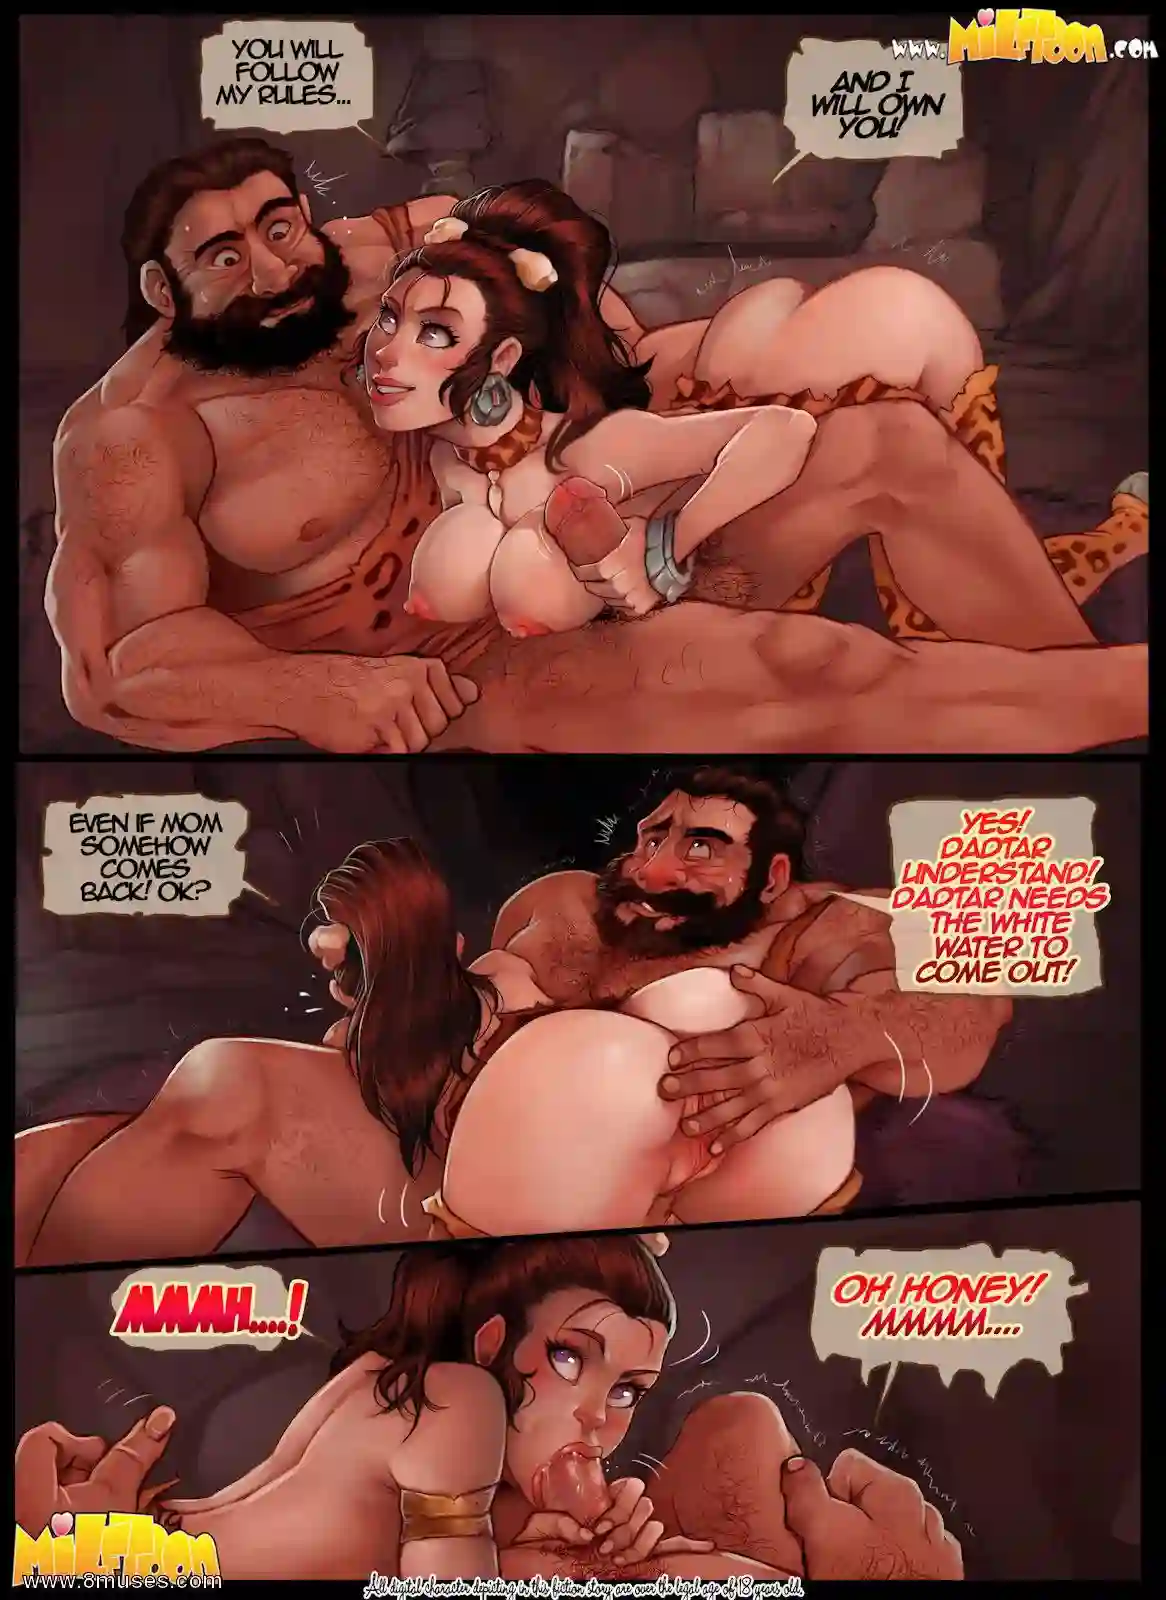 www.MilfToon.com
YOU WILL
FOLLOW
MY RULES...
AND I
WILL OWN
YOU!
EVEN IF MOM
SOMEHOW
COMES
BACK! OK?
YES!
DADTAR
UNDERSTAND!
DADTAR NEEDS
THE WHITE
WATER TO
COME OUT!
MMMH....!
OH HONEY!
MMMM....
MilfToon
www.8muses.com
All digital character depicting in this fiction story are over the legal age of 18 years old.